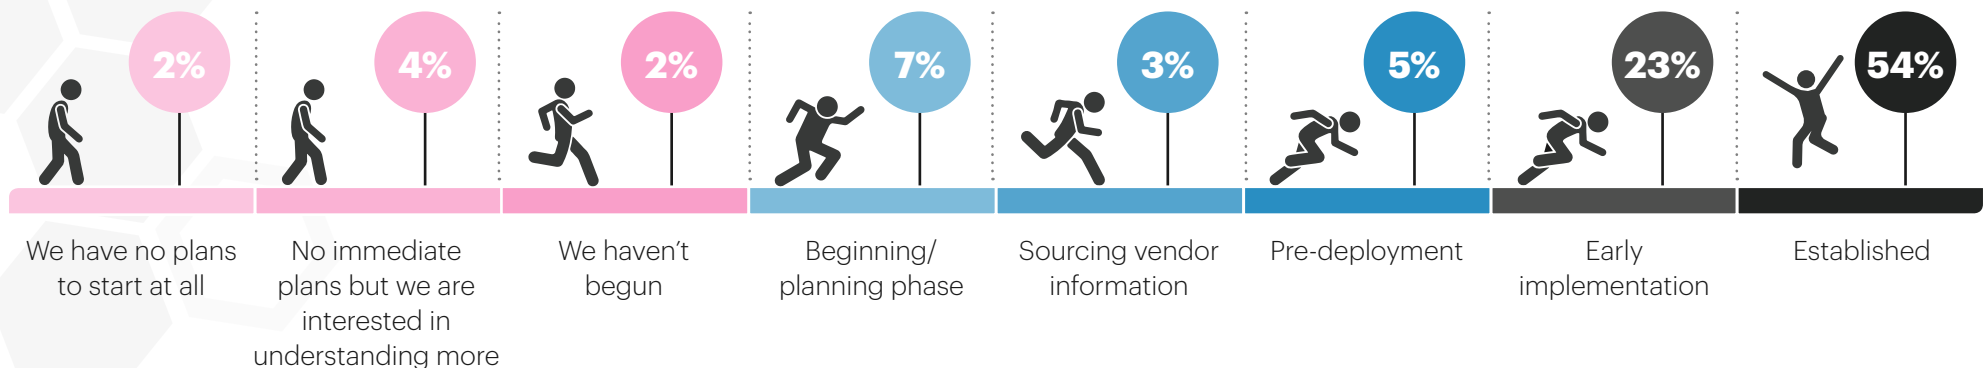 2%
4%
2%
7%
3%
5%
23%
54%
We have no plans
to start at all
No immediate
plans but we are
interested in
understanding more
We haven't
begun
Beginning/
planning phase
Sourcing vendor
information
Pre-deployment
Early
implementation
Established